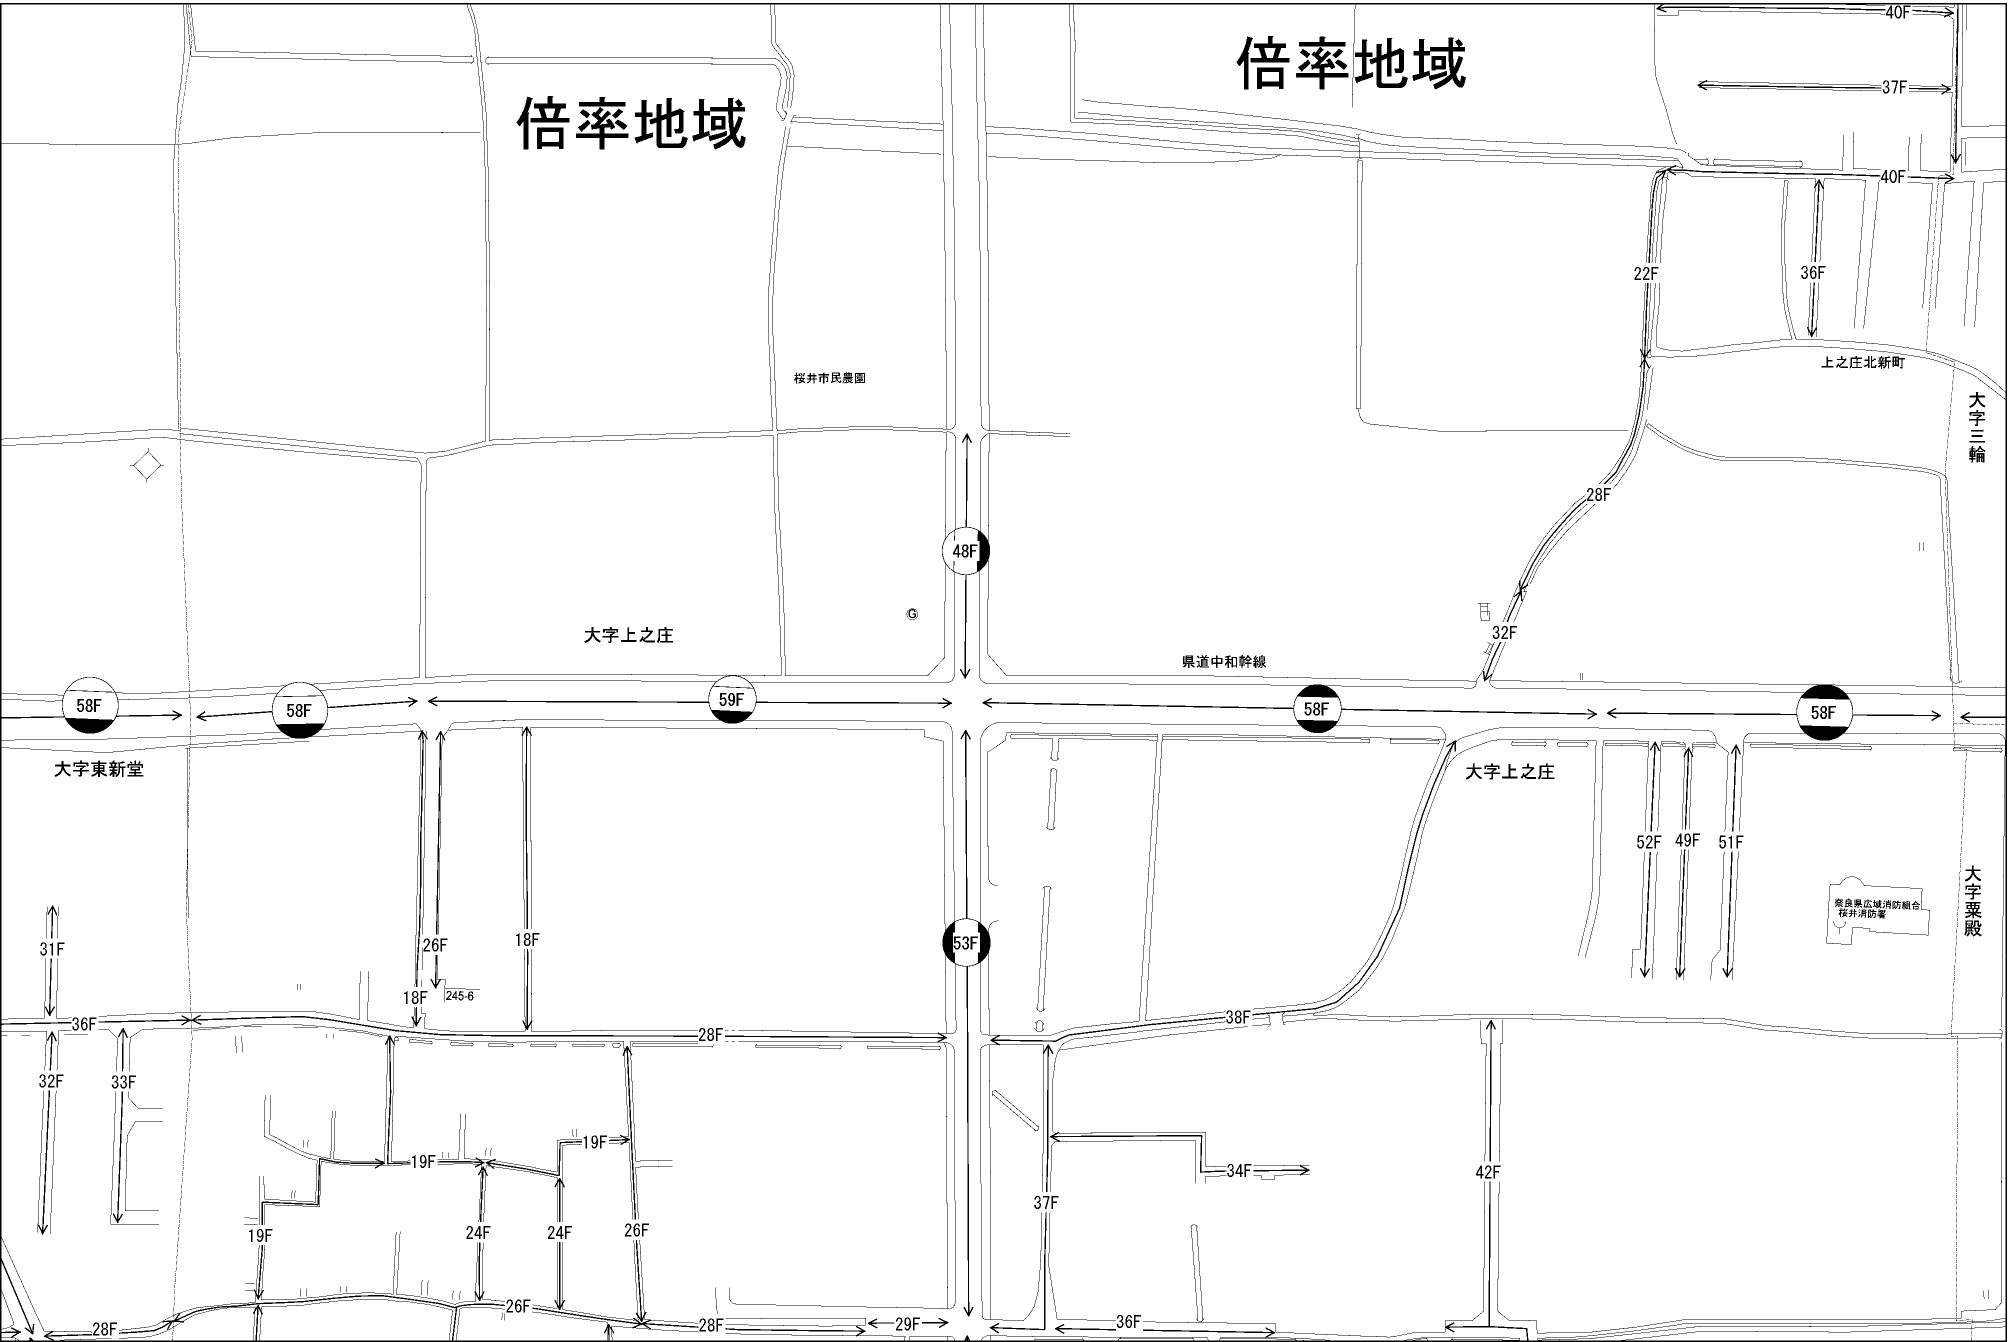 40F
倍率地域
37F
倍率地域
40F
22F
36F
上之庄北新町
桜井市民農園
大字三輪
28F
48F
G
大字上之庄
32F
県道中和幹線
58F
58F
59F
58F
58F
大字東新堂
大字上之庄
52F
49F
51F
大字粟殿
奈良県広域消防組合
桜井消防署
31F
26F
18F
53F
18F
245-6
36F
28F
38F
32F
33F
19F
19F
34F
42F
37F
19F
24F
24F
26F
26F
28F
28F
29F
36F